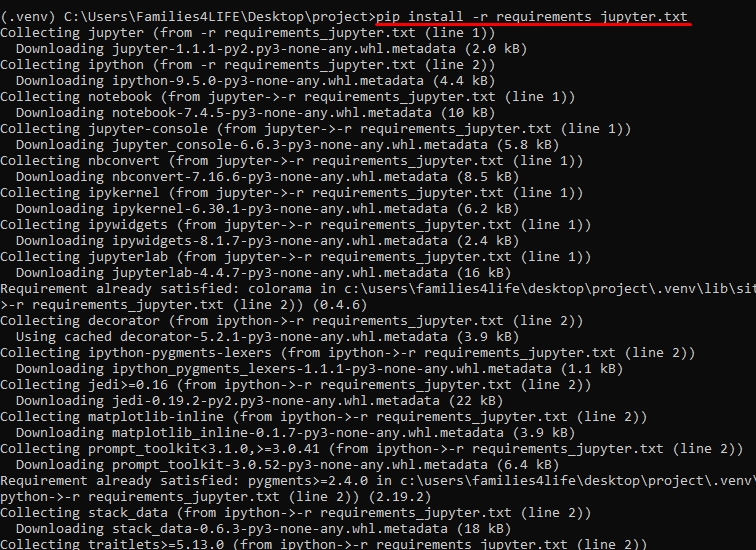 (.venv) C:\Users\Families4LIFE\Desktop\project>pip install -r requirements_jupyter.txt
Collecting jupyter (from -r requirements_jupyter.txt (line 1))
  Downloading jupyter-1.1.1-py2.py3-none-any.whl.metadata (2.0 kB)
Collecting ipython (from -r requirements_jupyter.txt (line 2))
  Downloading ipython-9.5.0-py3-none-any.whl.metadata (4.4 kB)
Collecting notebook (from jupyter->-r requirements_jupyter.txt (line 1))
  Downloading notebook-7.4.5-py3-none-any.whl.metadata (10 kB)
Collecting jupyter-console (from jupyter->-r requirements_jupyter.txt (line 1))
  Downloading jupyter_console-6.6.3-py3-none-any.whl.metadata (5.8 kB)
Collecting nbconvert (from jupyter->-r requirements_jupyter.txt (line 1))
  Downloading nbconvert-7.16.6-py3-none-any.whl.metadata (8.5 kB)
Collecting ipykernel (from jupyter->-r requirements_jupyter.txt (line 1))
  Downloading ipykernel-6.30.1-py3-none-any.whl.metadata (6.2 kB)
Collecting ipywidgets (from jupyter->-r requirements_jupyter.txt (line 1))
  Downloading ipywidgets-8.1.7-py3-none-any.whl.metadata (2.4 kB)
Collecting jupyterlab (from jupyter->-r requirements_jupyter.txt (line 1))
  Downloading jupyterlab-4.4.7-py3-none-any.whl.metadata (16 kB)
Requirement already satisfied: colorama in c:\users\families4life\desktop\project\.venv\lib\sit
>-r requirements_jupyter.txt (line 2)) (0.4.6)
Collecting decorator (from ipython->-r requirements_jupyter.txt (line 2))
  Using cached decorator-5.2.1-py3-none-any.whl.metadata (3.9 kB)
Collecting ipython-pygments-lexers (from ipython->-r requirements_jupyter.txt (line 2))
  Downloading ipython_pygments_lexers-1.1.1-py3-none-any.whl.metadata (1.1 kB)
Collecting jedi>=0.16 (from ipython->-r requirements_jupyter.txt (line 2))
  Downloading jedi-0.19.2-py2.py3-none-any.whl.metadata (22 kB)
Collecting matplotlib-inline (from ipython->-r requirements_jupyter.txt (line 2))
  Downloading matplotlib_inline-0.1.7-py3-none-any.whl.metadata (3.9 kB)
Collecting prompt_toolkit<3.1.0,>=3.0.41 (from ipython->-r requirements_jupyter.txt (line 2))
  Downloading prompt_toolkit-3.0.52-py3-none-any.whl.metadata (6.4 kB)
Requirement already satisfied: pygments>=2.4.0 in c:\users\families4life\desktop\project\.venv\
python->-r requirements_jupyter.txt (line 2)) (2.19.2)
Collecting stack_data (from ipython->-r requirements_jupyter.txt (line 2))
  Downloading stack_data-0.6.3-py3-none-any.whl.metadata (18 kB)
Collecting traitlets>=5.13.0 (from ipython->-r requirements_jupyter.txt (line 2))